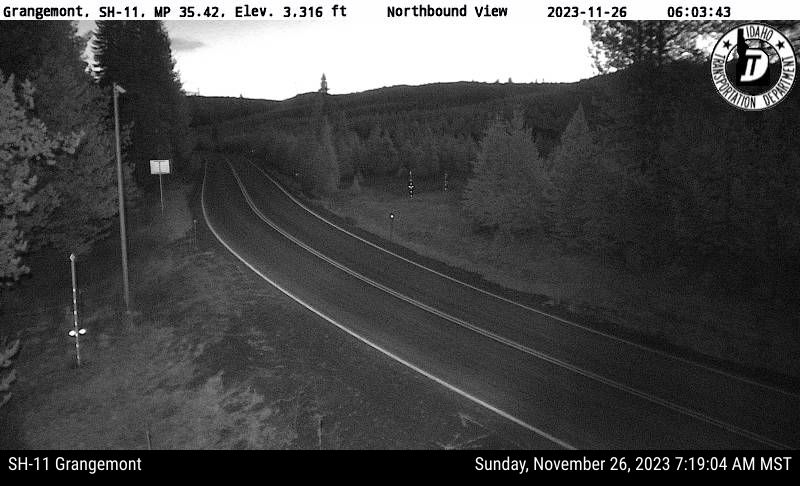 Grangemont, SH-11, MP 35.42, Elev. 3,316 ft Northbound View 2023-11-26 06:03:43
IDAHO
TRANSPORTATION DEPARTMENT
SH-11 Grangemont Sunday, November 26, 2023 7:19:04 AM MST